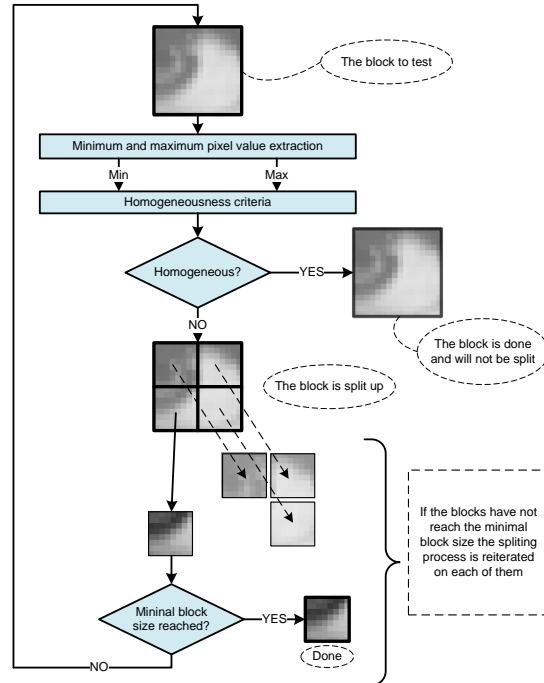 The block to
test
Minimum and maximum pixel value extraction
Min
Max
Homogeneousness criteria
Homogeneous?
YES
The block is done
and will not be split
NO
The block is split up
If the blocks have not
reach the minimal
block size the spliting
process is reiterated
on each of them
Mininal block
size reached?
YES
Done
NO